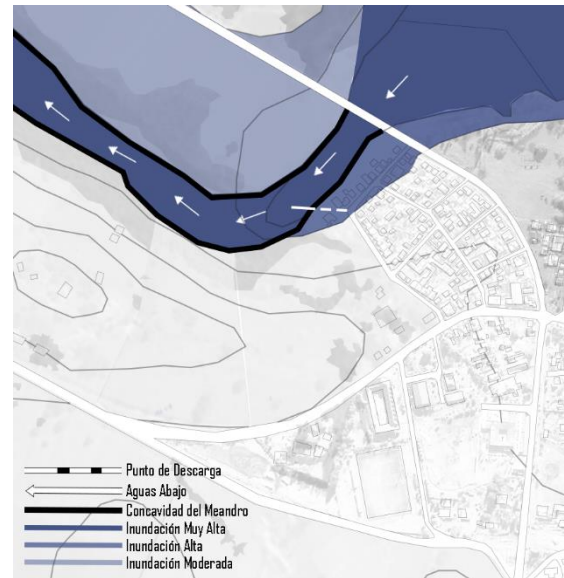 Punto de Descarga
Aguas Abajo
Concavidad del Meandro
Inundación Muy Alta
Inundación Alta
Inundación Moderada